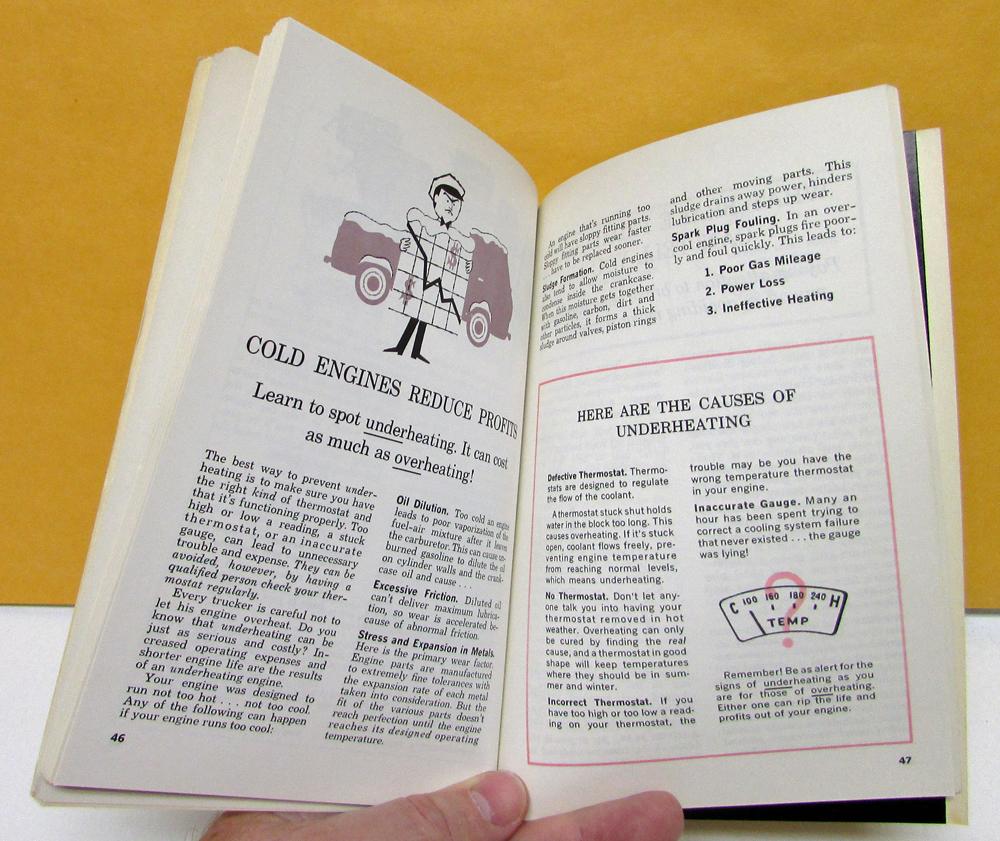 COLD ENGINES REDUCE PROFITS
Learn to spot underheating. It can cost
as much as overheating!
The best way to prevent under-
heating is to make sure you have
the right kind of thermostat and
that it's functioning properly. Too
high or low a reading, a stuck
thermostat, or an inaccurate
gauge, can lead to unnecessary
trouble and expense. They can be
avoided, however, by having a
qualified person check your ther-
mostat regularly.
Every trucker is careful not to
let his engine overheat. Do you
know that underheating can be
just as serious and costly? In-
creased operating expenses and
shorter engine life are the results
of an underheating engine.
Your engine was designed to
run not too hot . . . not too cool.
Any of the following can happen
if your engine runs too cool:
46
Oil Dilution. Too cold an engine
leads to poor vaporization of the
fuel-air mixture after it leaves
the carburetor. This can cause un-
burned gasoline to dilute the oil
on cylinder walls and the crank-
case oil and cause . . .
Excessive Friction. Diluted oil
can't deliver maximum lubrica-
tion, so wear is accelerated be-
cause of abnormal friction.
Stress and Expansion in Metals.
Here is the primary wear factor.
Engine parts are manufactured
to extremely fine tolerances with
the expansion rate of each metal
taken into consideration. But the
fit of the various parts doesn't
reach perfection until the engine
reaches its designed operating
temperature.
An engine that's running too
cold will have sloppy fitting parts.
Sloppy fitting parts wear faster
have to be replaced sooner.
Sludge Formation. Cold engines
also tend to allow moisture to
condense inside the crankcase.
When this moisture gets together
with gasoline, carbon, dirt and
other particles, it forms a thick
sludge around valves, piston rings
and other moving parts. This
sludge drains away power, hinders
lubrication and steps up wear.
Spark Plug Fouling. In an over-
cool engine, spark plugs fire poor-
ly and foul quickly. This leads to:
1. Poor Gas Mileage
2. Power Loss
3. Ineffective Heating
HERE ARE THE CAUSES OF
UNDERHEATING
Defective Thermostat. Thermo-
stats are designed to regulate
the flow of the coolant.
A thermostat stuck shut holds
water in the block too long. This
causes overheating. If it's stuck
open, coolant flows freely, pre-
venting engine temperature
from reaching normal levels,
which means underheating.
No Thermostat. Don't let any-
one talk you into having your
thermostat removed in hot
weather. Overheating can only
be cured by finding the real
cause, and a thermostat in good
shape will keep temperatures
where they should be in sum-
mer and winter.
Incorrect Thermostat. If you
have too high or too low a read-
ing on your thermostat, the
trouble may be you have the
wrong temperature thermostat
in your engine.
Inaccurate Gauge. Many an
hour has been spent trying to
correct a cooling system failure
that never existed . . . the gauge
was lying!
?
C 100 160 180 240 H
TEMP
Remember! Be as alert for the
signs of underheating as you
are for those of overheating.
Either one can rip the life and
profits out of your engine.
47